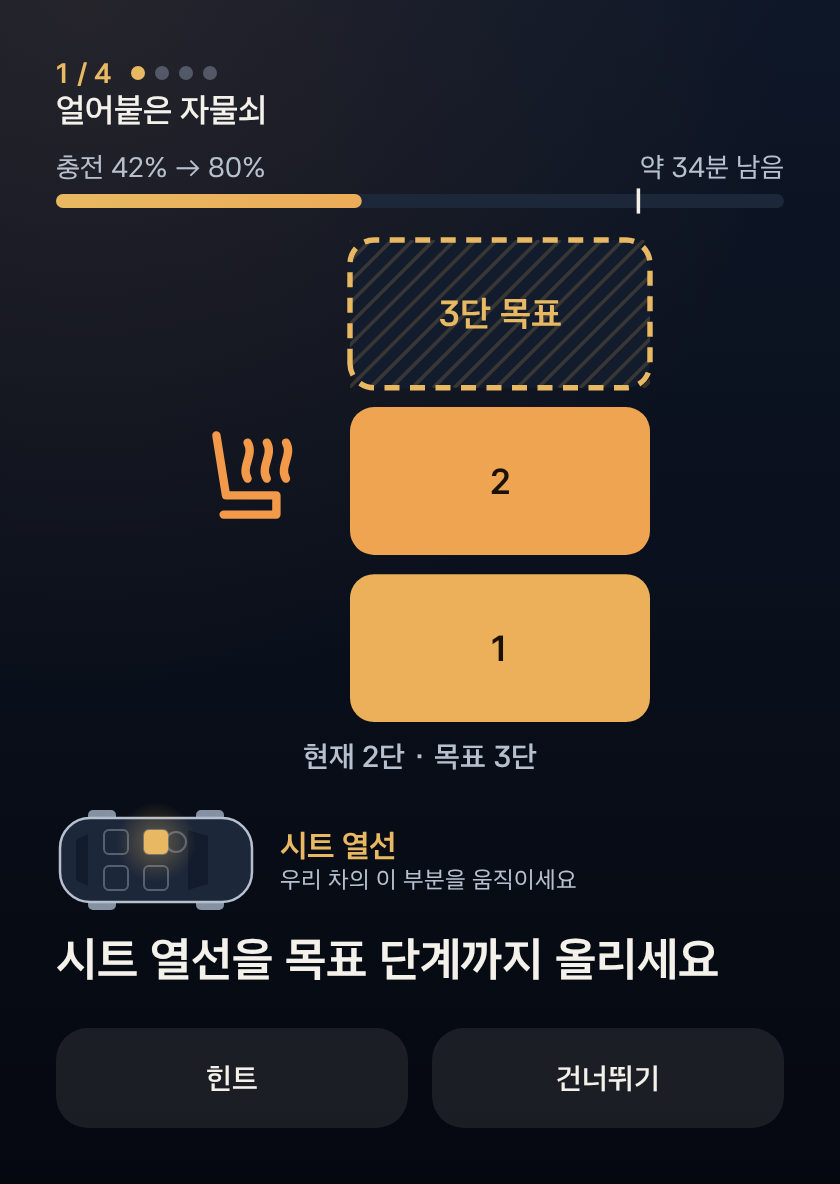 1 / 4
얼어붙은 자물쇠
충전 42% → 80%
약 34분 남음
3단 목표
2
1
현재 2단 · 목표 3단
시트 열선
우리 차의 이 부분을 움직이세요
시트 열선을 목표 단계까지 올리세요
힌트
건너뛰기